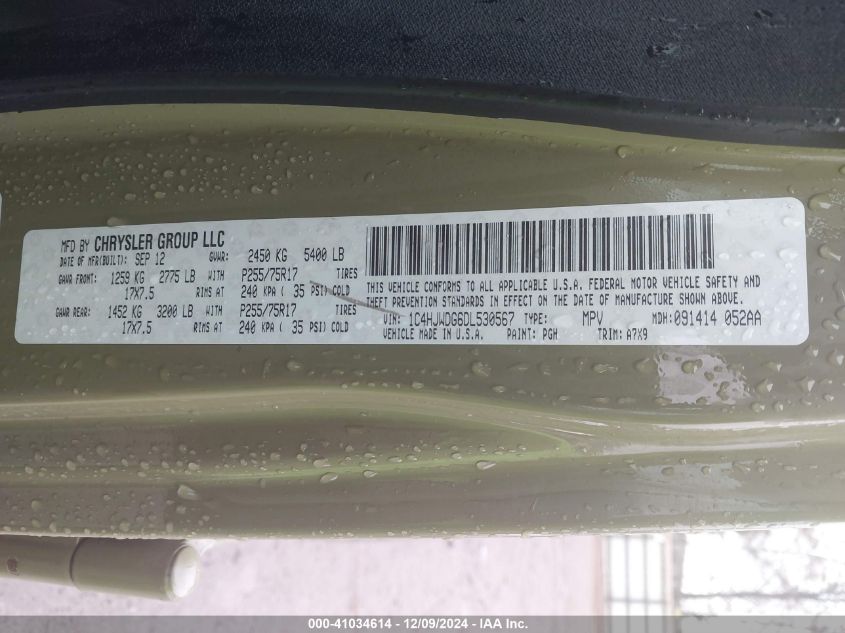 MFD BY CHRYSLER GROUP LLC
DATE OF MFR(BUILT): SEP 12 GVWR: 2450 KG 5400 LB
GAWR FRONT: 1259 KG 2775 LB WITH P255/75R17 TIRES
17X7.5 RIMS AT 240 KPA ( 35 PSI) COLD
GAWR REAR: 1452 KG 3200 LB WITH P255/75R17 TIRES
17X7.5 RIMS AT 240 KPA ( 35 PSI) COLD
THIS VEHICLE CONFORMS TO ALL APPLICABLE U.S.A. FEDERAL MOTOR VEHICLE SAFETY AND
THEFT PREVENTION STANDARDS IN EFFECT ON THE DATE OF MANUFACTURE SHOWN ABOVE.
VIN: 1C4HJWDG6DL530567 TYPE: MPV MDH: 091414 052AA
VEHICLE MADE IN U.S.A. PAINT: PGH TRIM: A7X9
000-41034614 - 12/09/2024 - IAA Inc.